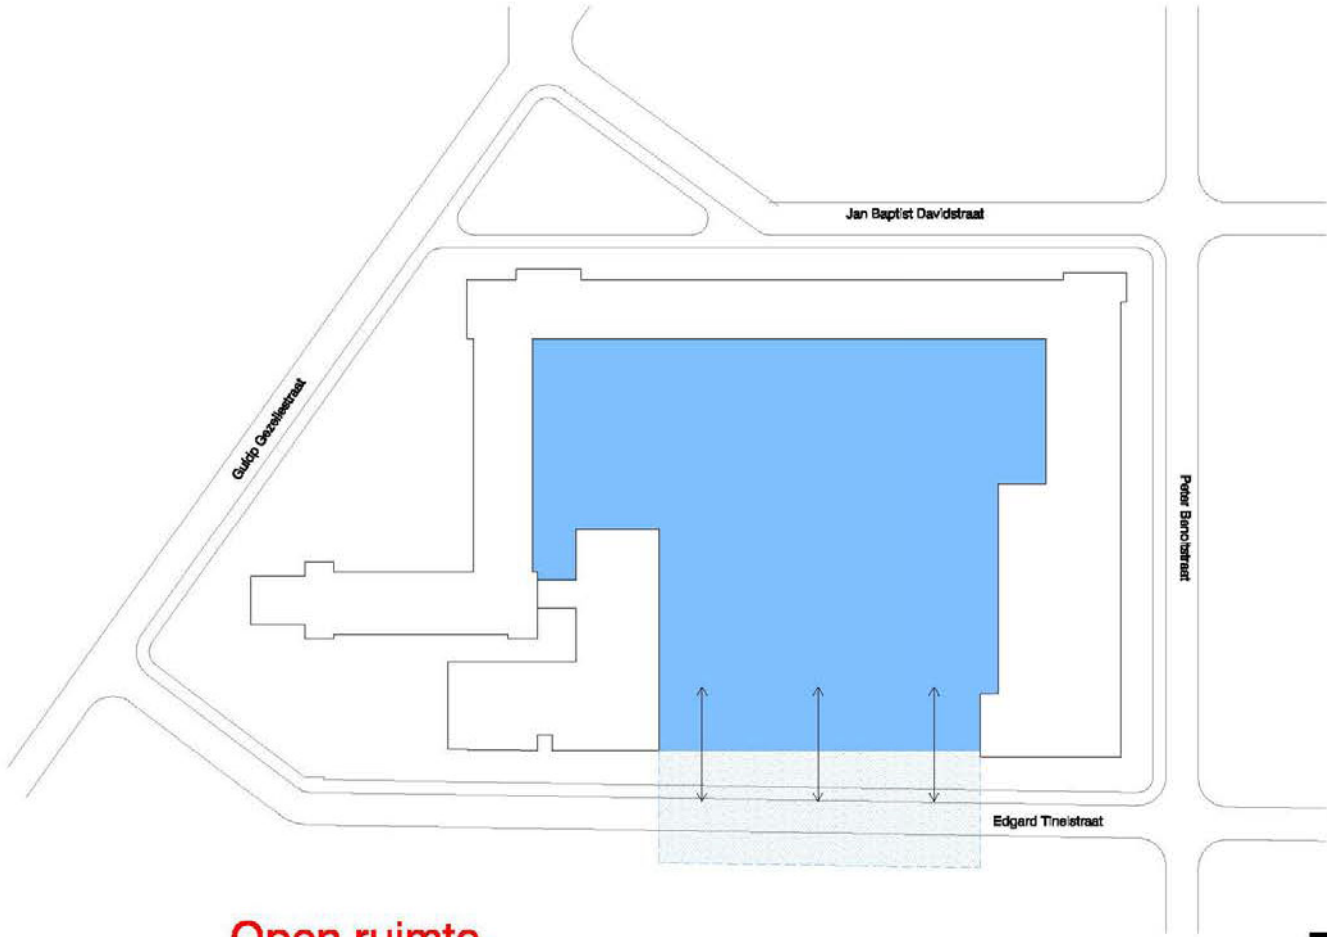 Jan Baptist Davidstraat
Guido Gezellestraat
Peter Benoitstraat
Edgard Tinelstraat
Open ruimte